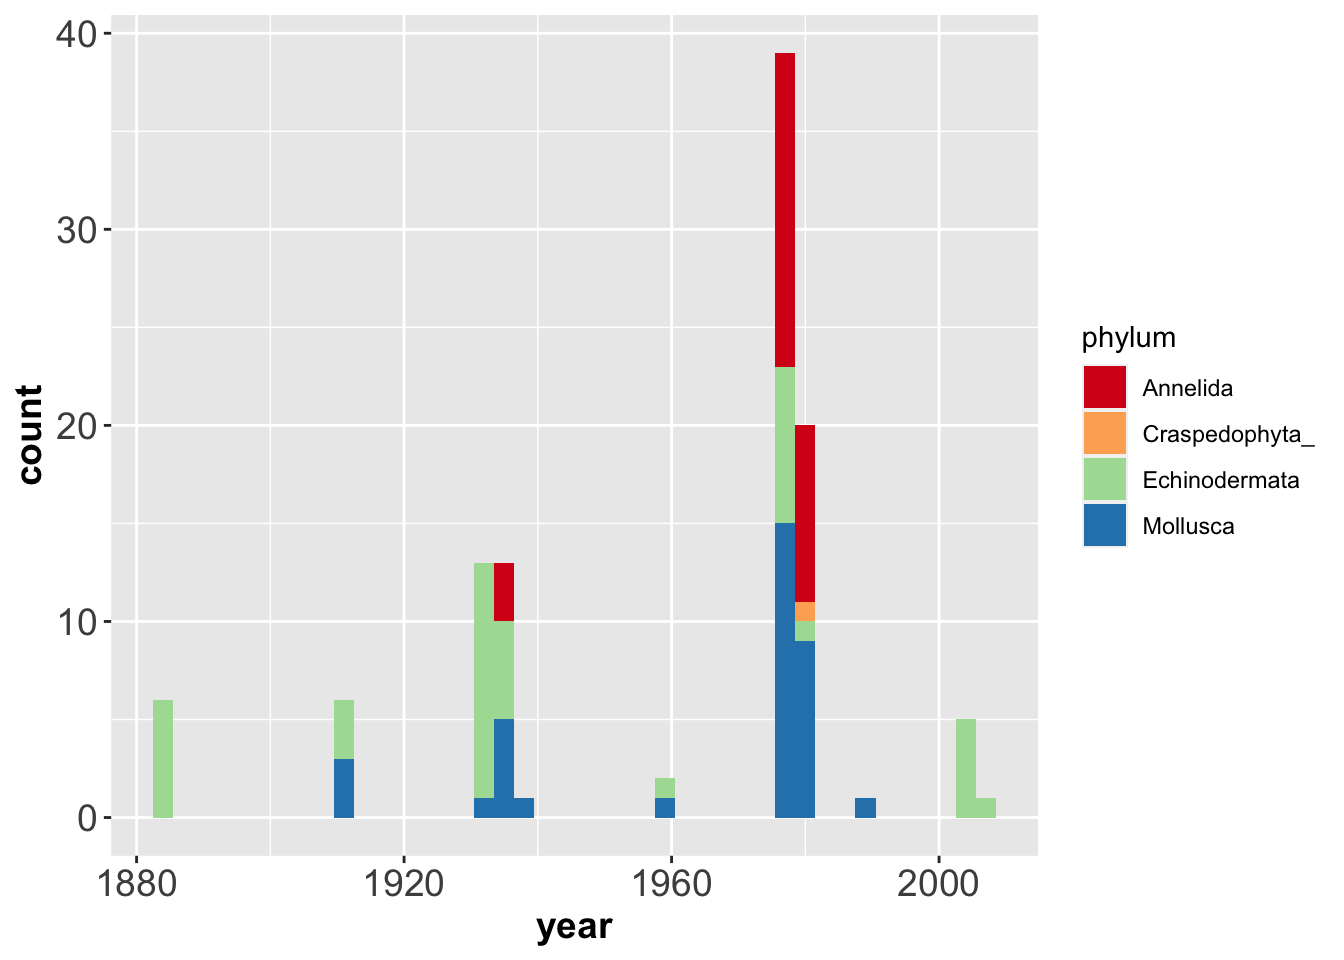 40
30
20
10
0
count
1880
1920
1960
2000
year
phylum
Annelida
Craspedophyta_
Echinodermata
Mollusca